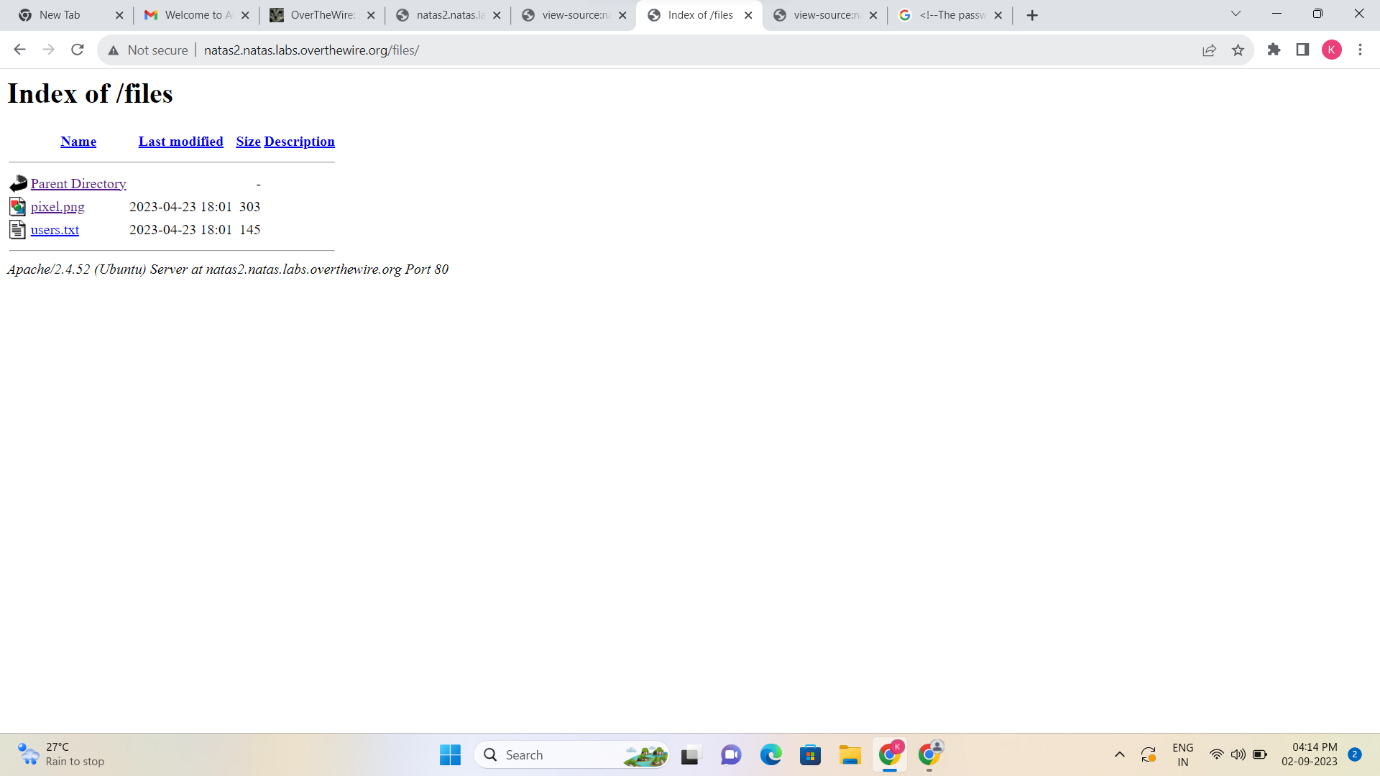 New Tab
Welcome to A
OverTheWire:
natas2.natas.la
view-source:na
Index of /files
view-source:n
<!--The passw
Not secure
natas2.natas.labs.overthewire.org/files/
K
Index of /files
Name Last modified Size Description
Parent Directory -
pixel.png 2023-04-23 18:01 303
users.txt 2023-04-23 18:01 145
Apache/2.4.52 (Ubuntu) Server at natas2.natas.labs.overthewire.org Port 80
27°C
Rain to stop
Search
K
ENG
IN
04:14 PM
02-09-2023
2